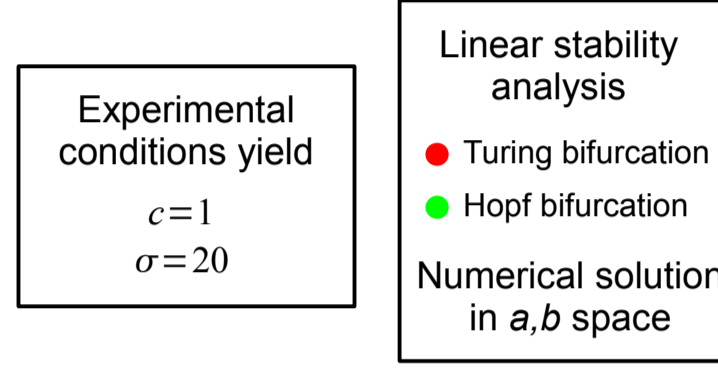 Experimental
conditions yield
c=1
σ=20
Linear stability
analysis
Turing bifurcation
Hopf bifurcation
Numerical solution
in a,b space